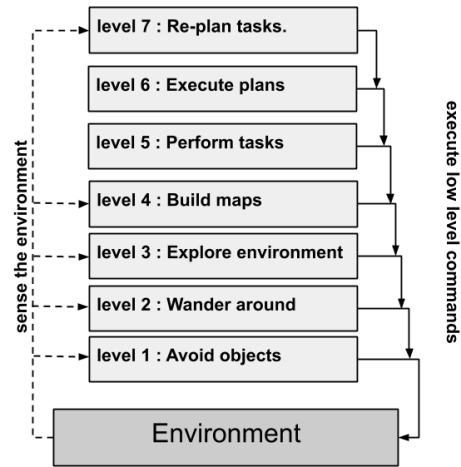 level 7 : Re-plan tasks.
level 6 : Execute plans
level 5 : Perform tasks
level 4 : Build maps
level 3 : Explore environment
level 2 : Wander around
level 1 : Avoid objects
Environment
sense the environment
execute low level commands